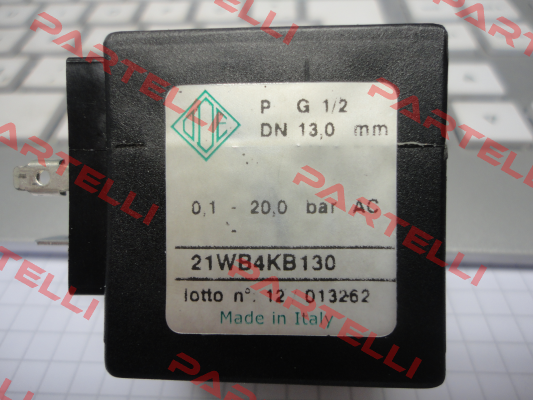 ODE
P G 1/2
DN 13,0 mm
0,1 - 20,0 bar AC
-
21WB4KB130
lotto n°. 12 013262
Made in Italy
PARTELLI
PARTELLI
PARTELLI
PARTELLI
PARTELLI